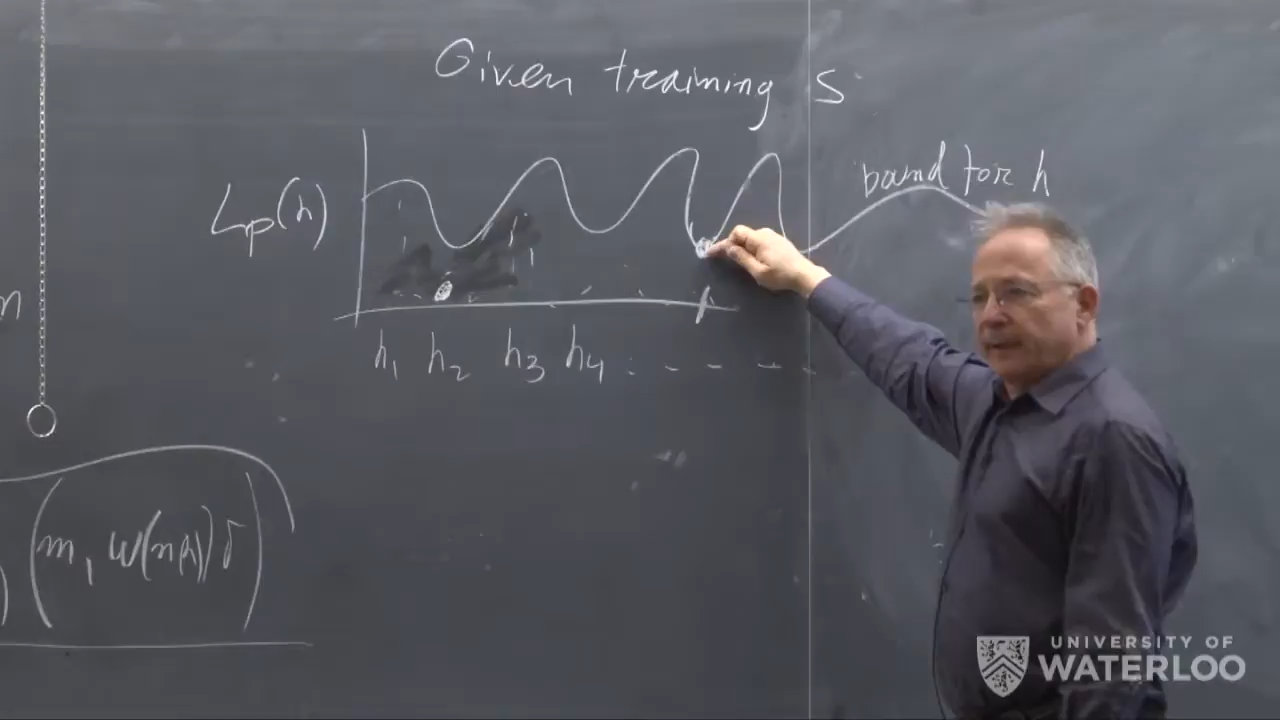 Given training S
Lp(h)
bound for h
n
h1 h2 h3 h4 : - - - .
(m, w(n(h)) δ)
UNIVERSITY OF
WATERLOO